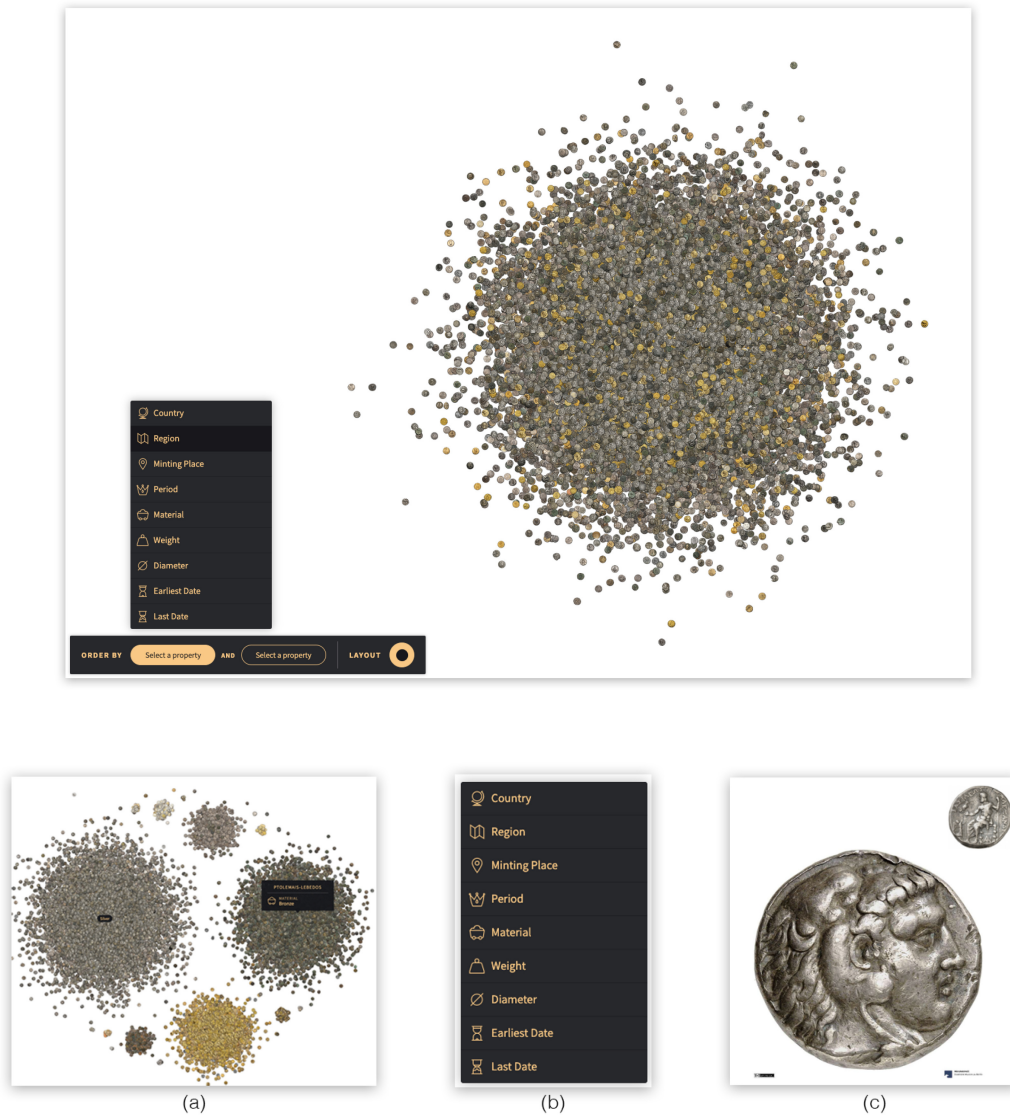 Country
Region
Minting Place
Period
Material
Weight
Diameter
Earliest Date
Last Date
ORDER BY Select a property AND Select a property LAYOUT
PTOLEMAIS-LEBEDOS
MATERIAL
Bronze
Silver
Country
Region
Minting Place
Period
Material
Weight
Diameter
Earliest Date
Last Date
(a) (b) (c)